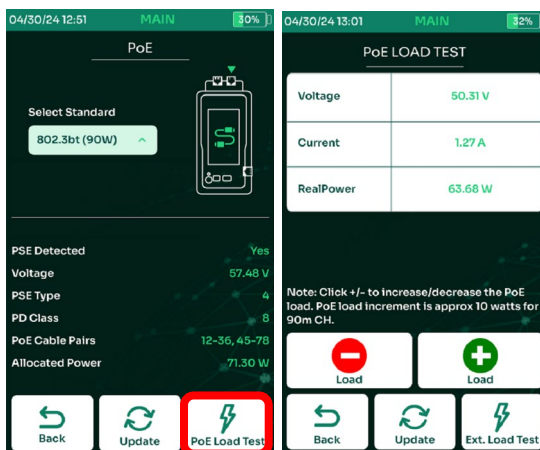 04/30/24 12:51 MAIN 30%
PoE
Select Standard
802.3bt (90W)
PSE Detected Yes
Voltage 57.48 V
PSE Type 4
PD Class 8
PoE Cable Pairs 12-36, 45-78
Allocated Power 71.30 W
Back Update PoE Load Test
04/30/24 13:01 MAIN 32%
PoE LOAD TEST
Voltage 50.31 V
Current 1.27 A
RealPower 63.68 W
Note: Click +/- to increase/decrease the PoE
load. PoE load increment is approx 10 watts for
90m CH.
Load Load
Back Update Ext. Load Test